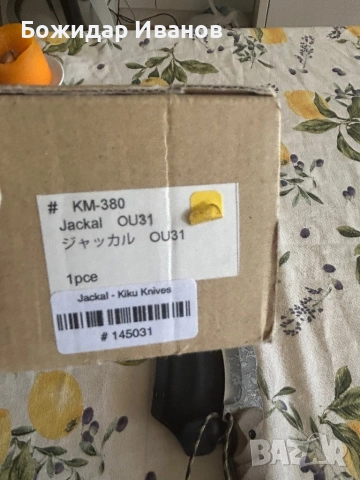 Божидар Иванов
# KM-380
Jackal OU31
ジャッカル OU31
1pce
Jackal - Kiku Knives
# 145031
BAZAR